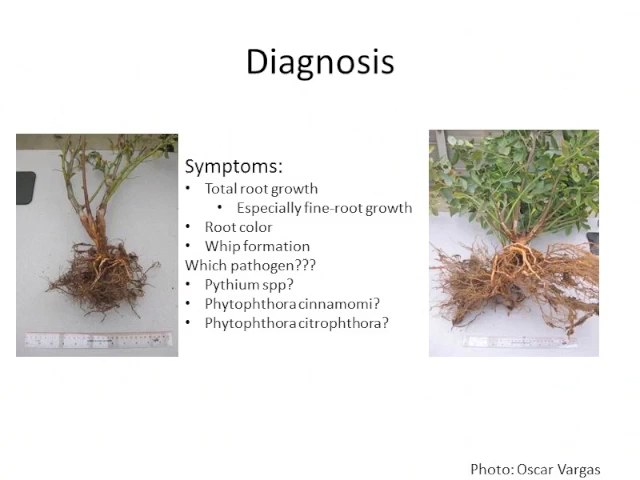 Diagnosis
Symptoms:
• Total root growth
• Especially fine-root growth
• Root color
• Whip formation
Which pathogen???
• Pythium spp?
• Phytophthora cinnamomi?
• Phytophthora citrophthora?
Photo: Oscar Vargas